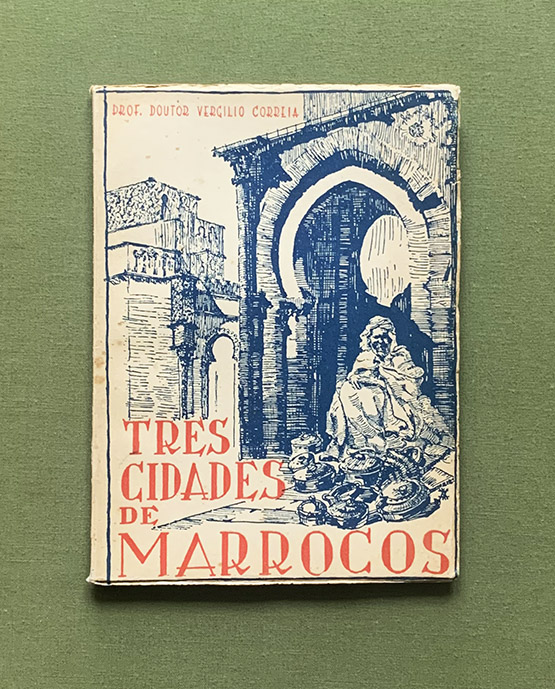 PROF. DOUTOR VERGILIO CORREIA
TRES
CIDADES
DE
MARROCOS